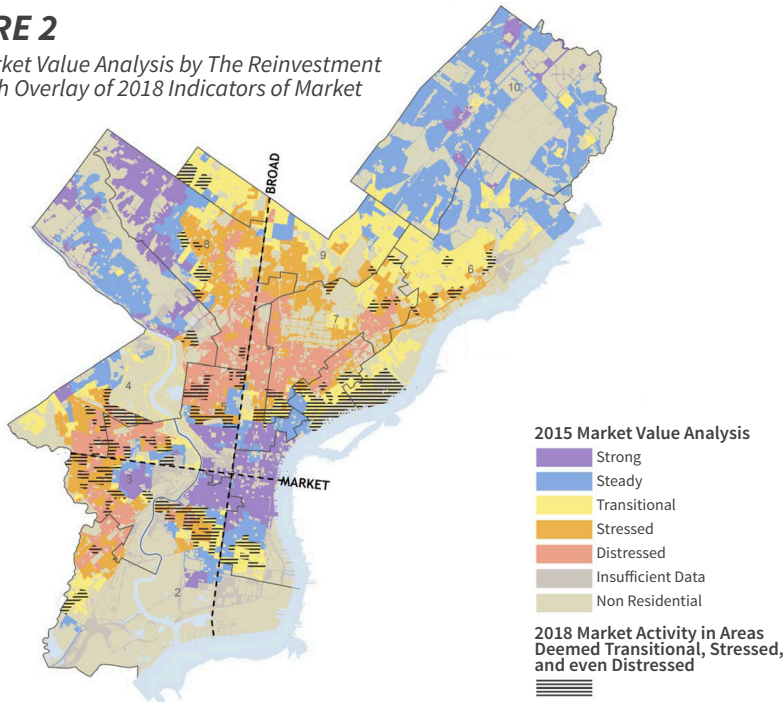 RE 2
ket Value Analysis by The Reinvestment
h Overlay of 2018 Indicators of Market
BROAD
10
8
9
6
7
4
3
MARKET
2
2015 Market Value Analysis
Strong
Steady
Transitional
Stressed
Distressed
Insufficient Data
Non Residential
2018 Market Activity in Areas
Deemed Transitional, Stressed,
and even Distressed